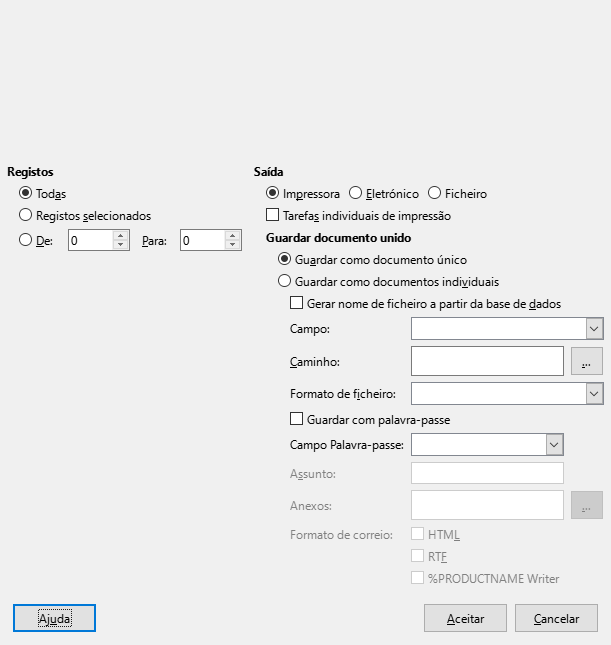 Registos
Todas
Registos selecionados
De: 0 Para: 0
Saída
Impressora Eletrónico Ficheiro
Tarefas individuais de impressão
Guardar documento unido
Guardar como documento único
Guardar como documentos individuais
Gerar nome de ficheiro a partir da base de dados
Campo:
Caminho: ...
Formato de ficheiro:
Guardar com palavra-passe
Campo Palavra-passe:
Assunto:
Anexos: ...
Formato de correio: HTML
RTF
%PRODUCTNAME Writer
Ajuda Aceitar Cancelar